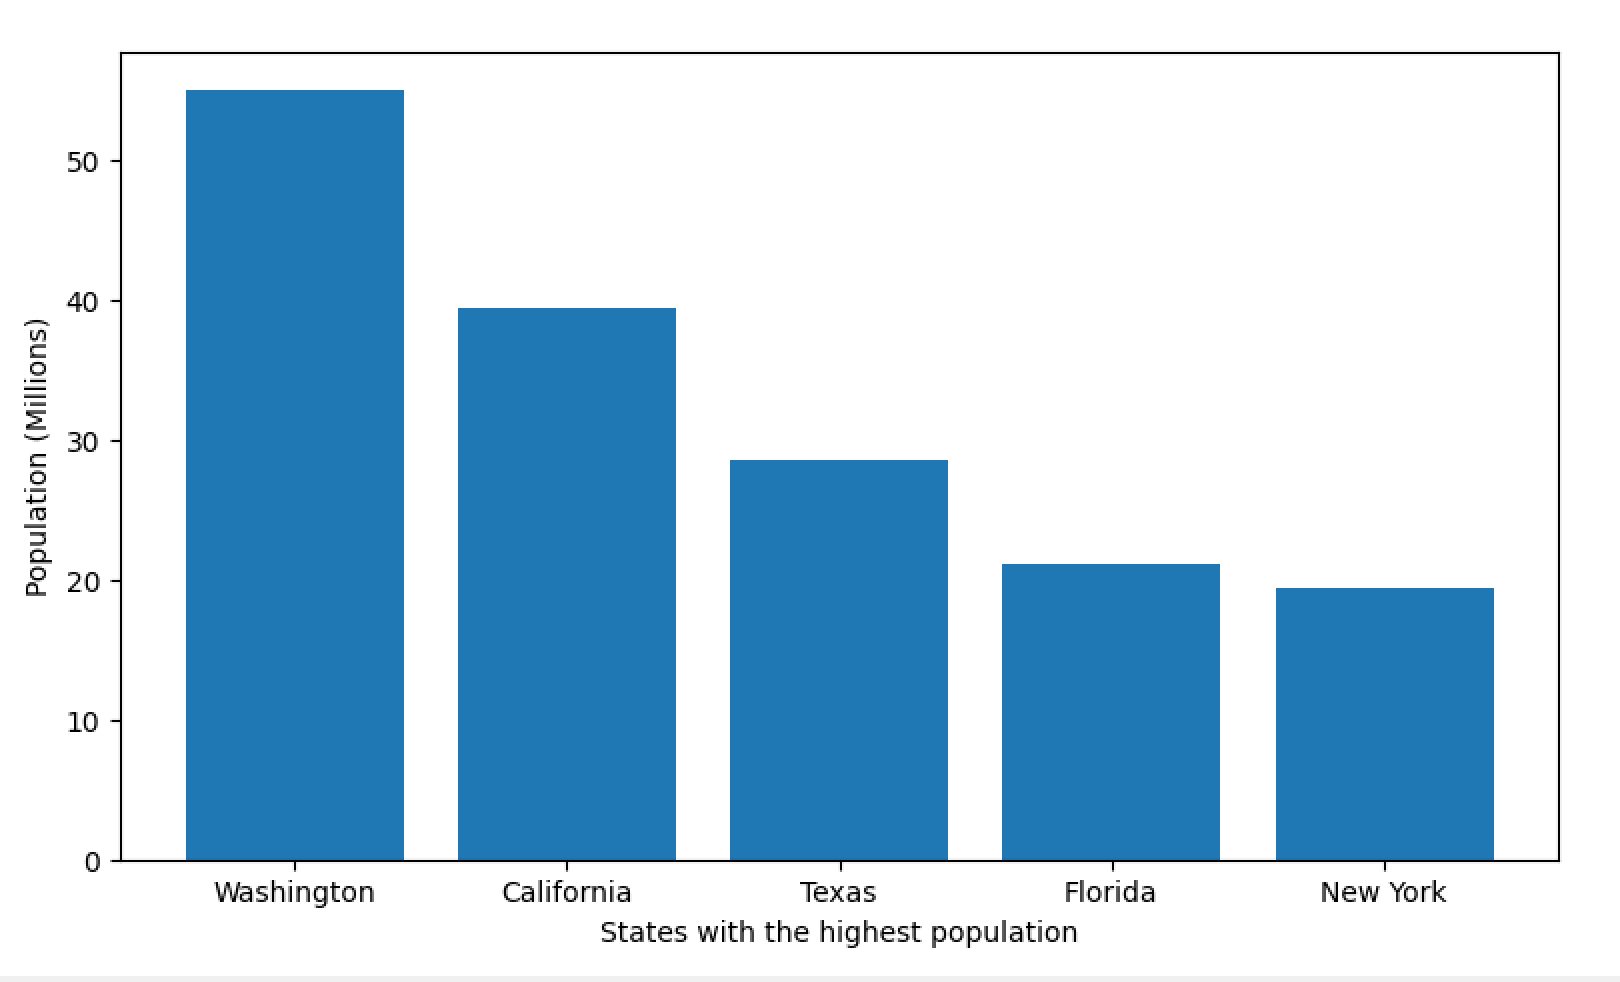 50
40
30
20
10
0
Population (Millions)
Washington California Texas Florida New York
States with the highest population